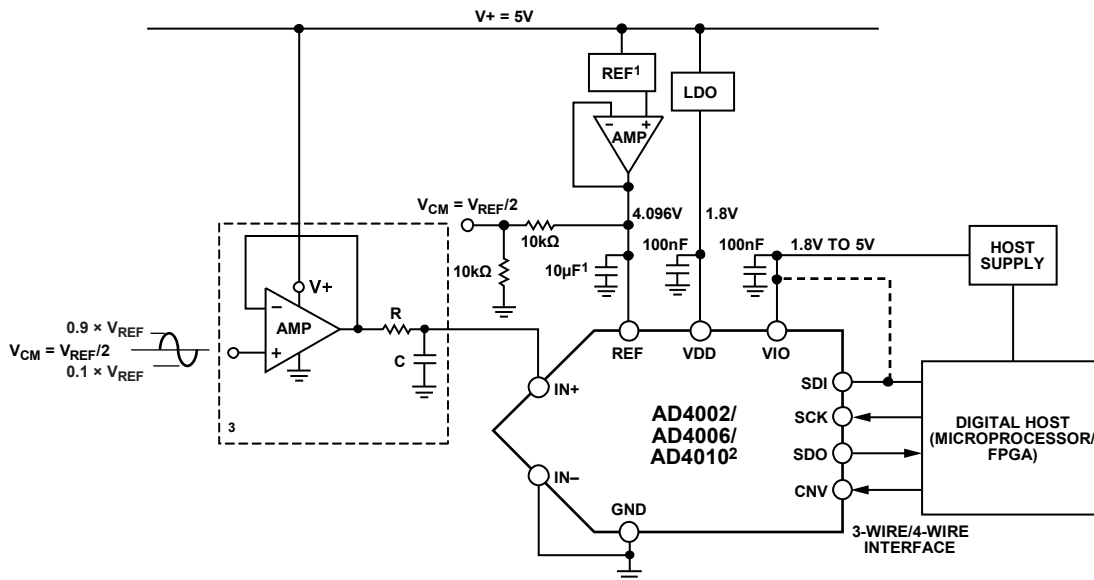 V+ = 5V
REF1
LDO
− +
AMP
VCM = VREF/2
4.096V
1.8V
10kΩ
10kΩ
10µF1
100nF
100nF
1.8V TO 5V
HOST
SUPPLY
V+
−
AMP
+
R
C
0.9 × VREF
VCM = VREF/2
0.1 × VREF
3
REF
VDD
VIO
IN+
IN−
GND
AD4002/
AD4006/
AD40102
SDI
SCK
SDO
CNV
DIGITAL HOST
(MICROPROCESSOR/
FPGA)
3-WIRE/4-WIRE
INTERFACE